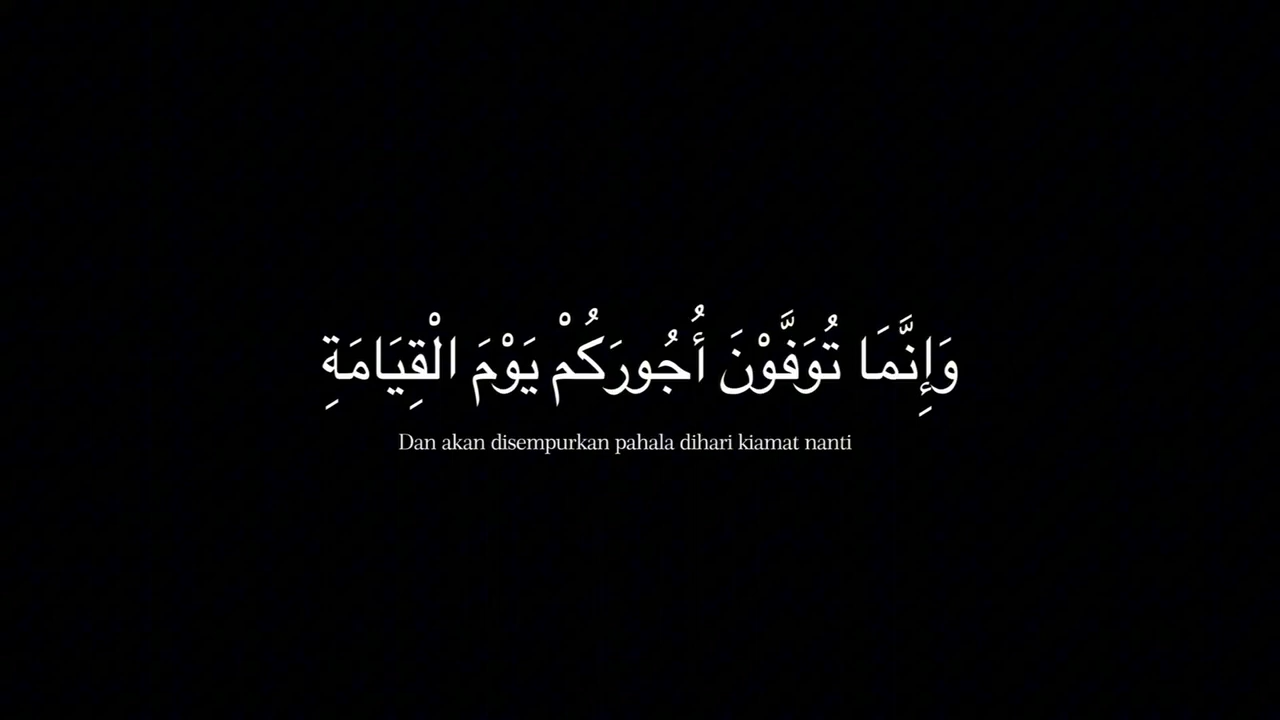 وَإِنَّمَا تُوَفَّوْنَ أُجُورَكُمْ يَوْمَ الْقِيَامَةِ
Dan akan disempurkan pahala dihari kiamat nanti